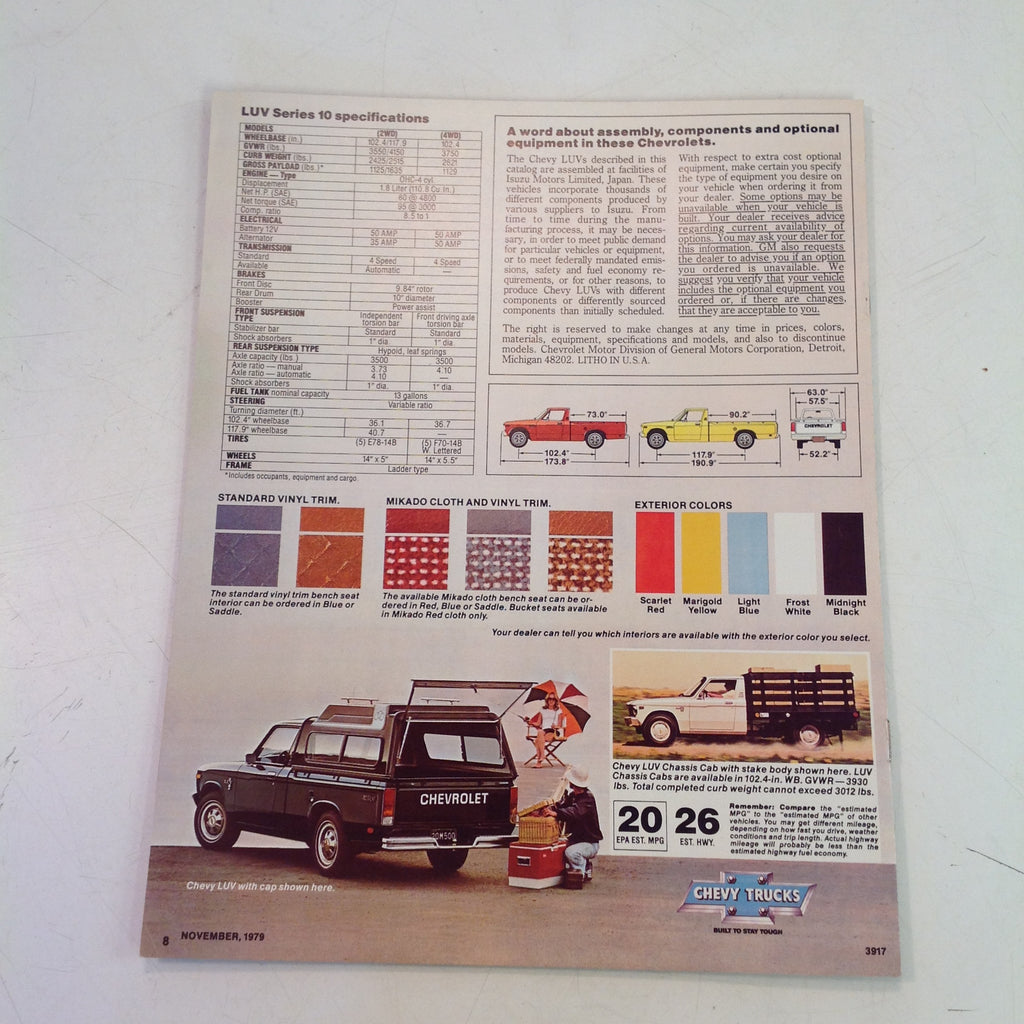 LUV Series 10 specifications
MODELS (2WD) (4WD)
WHEELBASE (in.) 102.4/117.9 102.4
GVWR (lbs.) 3550/4150 3750
CURB WEIGHT (lbs.) 2425/2515
GROSS PAYLOAD (lbs.)* 1125/1635 1129
ENGINE — Type OHC-4 cyl.
Displacement 1.8 Liter (110.8 Cu. In.)
Net H.P. (SAE) 80 @ 4800
Net torque (SAE) 95 @ 3000
Comp. ratio 8.5 to 1
ELECTRICAL
Battery 12V 50 AMP 50 AMP
Alternator 35 AMP 50 AMP
TRANSMISSION
Standard 4 Speed 4 Speed
Available Automatic —
BRAKES
Front Disc 9.84" rotor
Rear Drum 10" diameter
Booster Power assist
FRONT SUSPENSION
TYPE Independent torsion bar Front driving axle torsion bar
Stabilizer bar Standard Standard
Shock absorbers 1" dia. 1" dia
REAR SUSPENSION TYPE Hypoid, leaf springs
Axle capacity (lbs.) 3500 3500
Axle ratio — manual 3.73 4.10
Axle ratio — automatic 4.10 —
Shock absorbers 1" dia. 1" dia.
FUEL TANK nominal capacity 13 gallons
STEERING Variable ratio
Turning diameter (ft.)
102.4" wheelbase 36.1 36.7
117.9" wheelbase 40.7
TIRES (5) E78-14B (5) F70-14B
W. Lettered
WHEELS 14" x 5" 14" x 5.5"
FRAME Ladder type
*Includes occupants, equipment and cargo.
A word about assembly, components and optional
equipment in these Chevrolets.
The Chevy LUVs described in this
catalog are assembled at facilities of
Isuzu Motors Limited, Japan. These
vehicles incorporate thousands of
different components produced by
various suppliers to Isuzu. From
time to time during the manu-
facturing process, it may be neces-
sary, in order to meet public demand
for particular vehicles or equipment,
or to meet federally mandated emis-
sions, safety and fuel economy re-
quirements, or for other reasons, to
produce Chevy LUVs with different
components or differently sourced
components than initially scheduled.
With respect to extra cost optional
equipment, make certain you specify
the type of equipment you desire on
your vehicle when ordering it from
your dealer. Some options may be
unavailable when your vehicle is
built. Your dealer receives advice
regarding current availability of
options. You may ask your dealer for
this information. GM also requests
the dealer to advise you if an option
you ordered is unavailable. We
suggest you verify that your vehicle
includes the optional equipment you
ordered or, if there are changes,
that they are acceptable to you.
The right is reserved to make changes at any time in prices, colors,
materials, equipment, specifications and models, and also to discontinue
models. Chevrolet Motor Division of General Motors Corporation, Detroit,
Michigan 48202. LITHO IN U.S.A.
73.0"
102.4"
173.8"
90.2"
117.9"
190.9"
63.0"
57.5"
CHEVROLET
52.2"
STANDARD VINYL TRIM.
The standard vinyl trim bench seat
interior can be ordered in Blue or
Saddle.
MIKADO CLOTH AND VINYL TRIM.
The available Mikado cloth bench seat can be or-
dered in Red, Blue or Saddle. Bucket seats available
in Mikado Red cloth only.
EXTERIOR COLORS
Scarlet Red
Marigold Yellow
Light Blue
Frost White
Midnight Black
Your dealer can tell you which interiors are available with the exterior color you select.
CHEVROLET
Chevy LUV with cap shown here.
Chevy LUV Chassis Cab with stake body shown here. LUV
Chassis Cabs are available in 102.4-in. WB. GVWR — 3930
lbs. Total completed curb weight cannot exceed 3012 lbs.
20
EPA EST. MPG
26
EST. HWY.
Remember: Compare the "estimated
MPG" to the "estimated MPG" of other
vehicles. You may get different mileage,
depending on how fast you drive, weather
conditions and trip length. Actual highway
mileage will probably be less than the
estimated highway fuel economy.
CHEVY TRUCKS
BUILT TO STAY TOUGH
8 NOVEMBER, 1979
3917